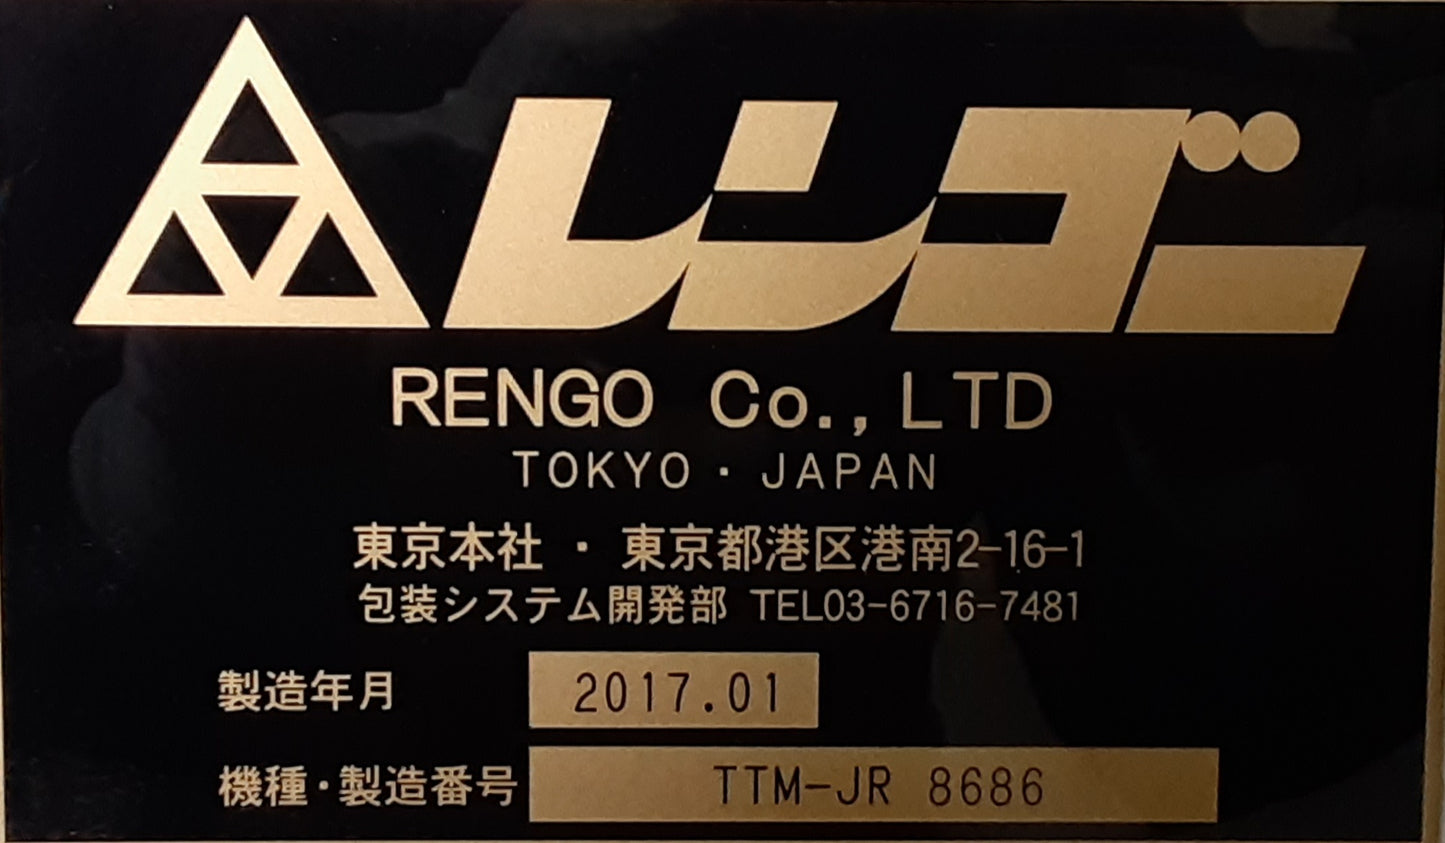 レンゴー
RENGO Co., LTD
TOKYO・JAPAN
東京本社・東京都港区港南2-16-1
包装システム開発部 TEL03-6716-7481
製造年月 2017.01
機種・製造番号 TTM-JR 8686